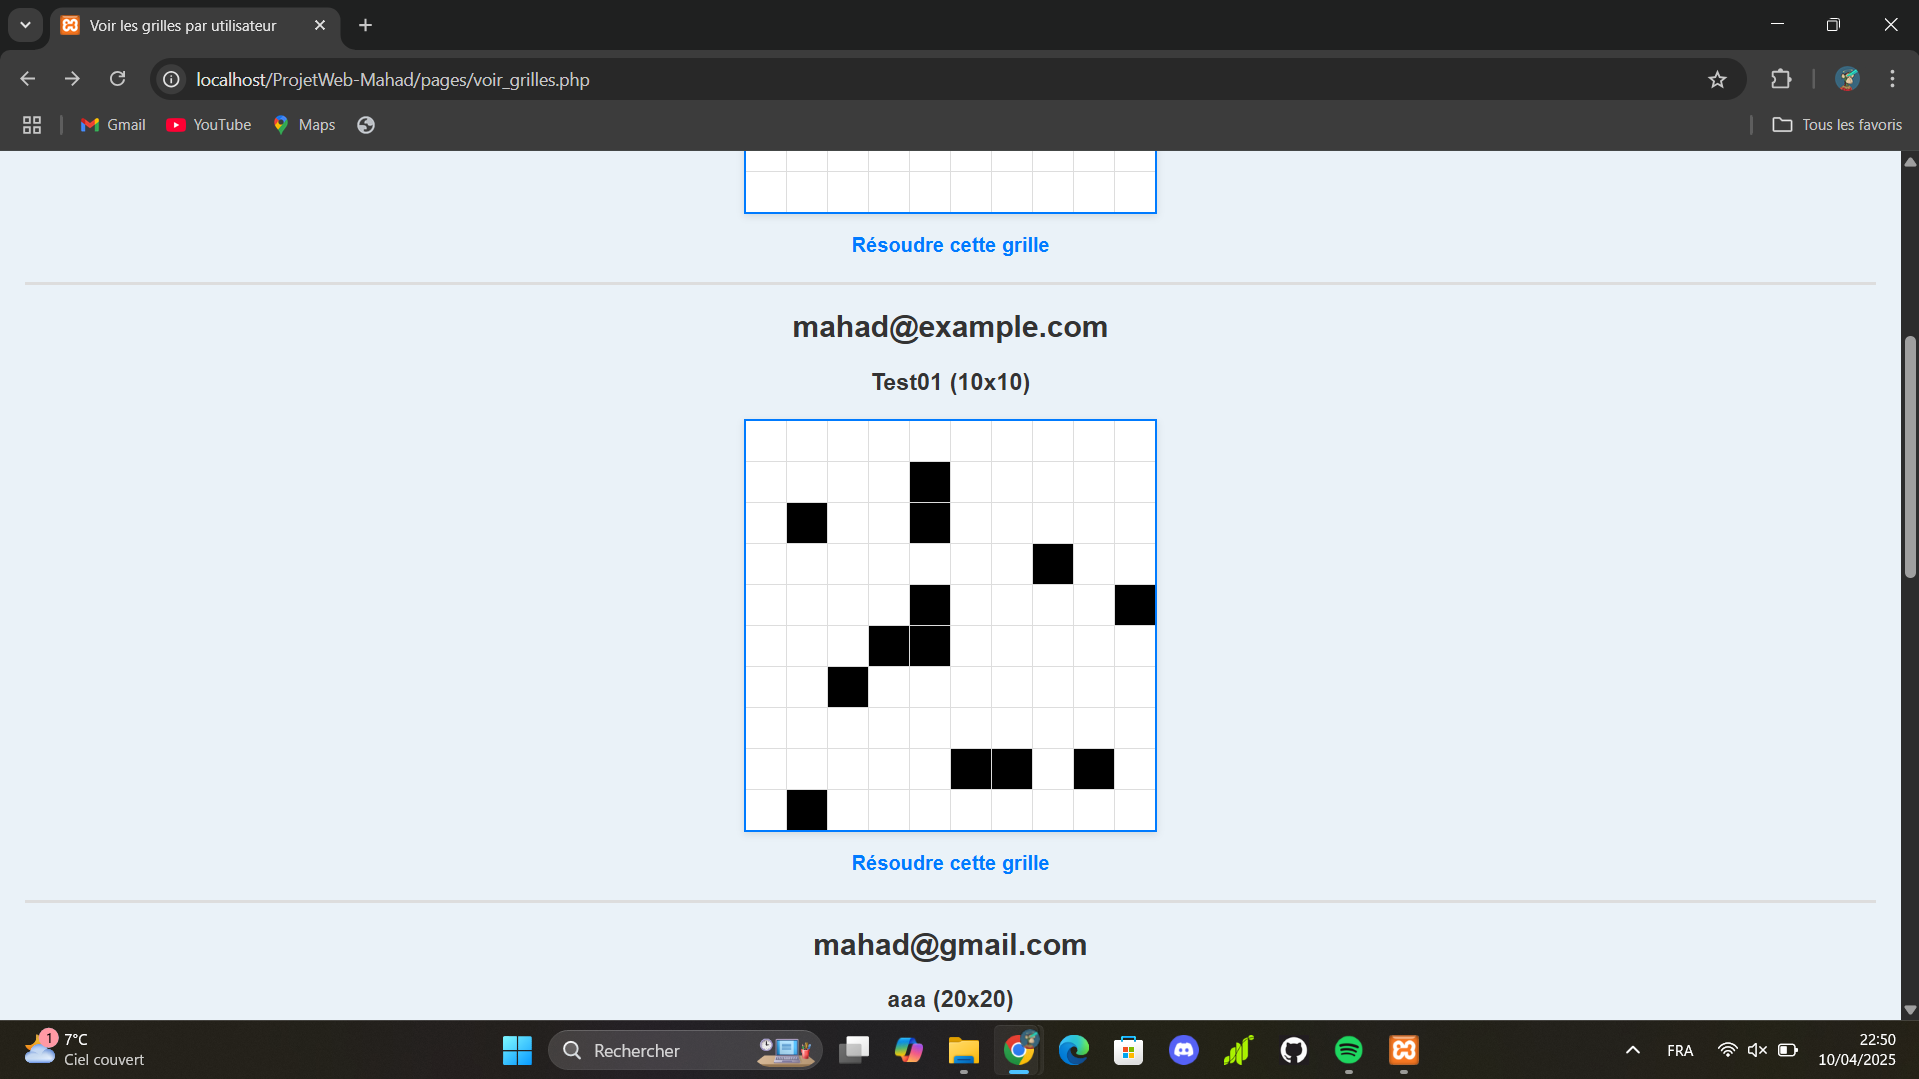 Voir les grilles par utilisateur
localhost/ProjetWeb-Mahad/pages/voir_grilles.php
Gmail
YouTube
Maps
Tous les favoris
Résoudre cette grille
mahad@example.com
Test01 (10x10)
Résoudre cette grille
mahad@gmail.com
aaa (20x20)
1
7°C
Ciel couvert
Rechercher
FRA
22:50
10/04/2025